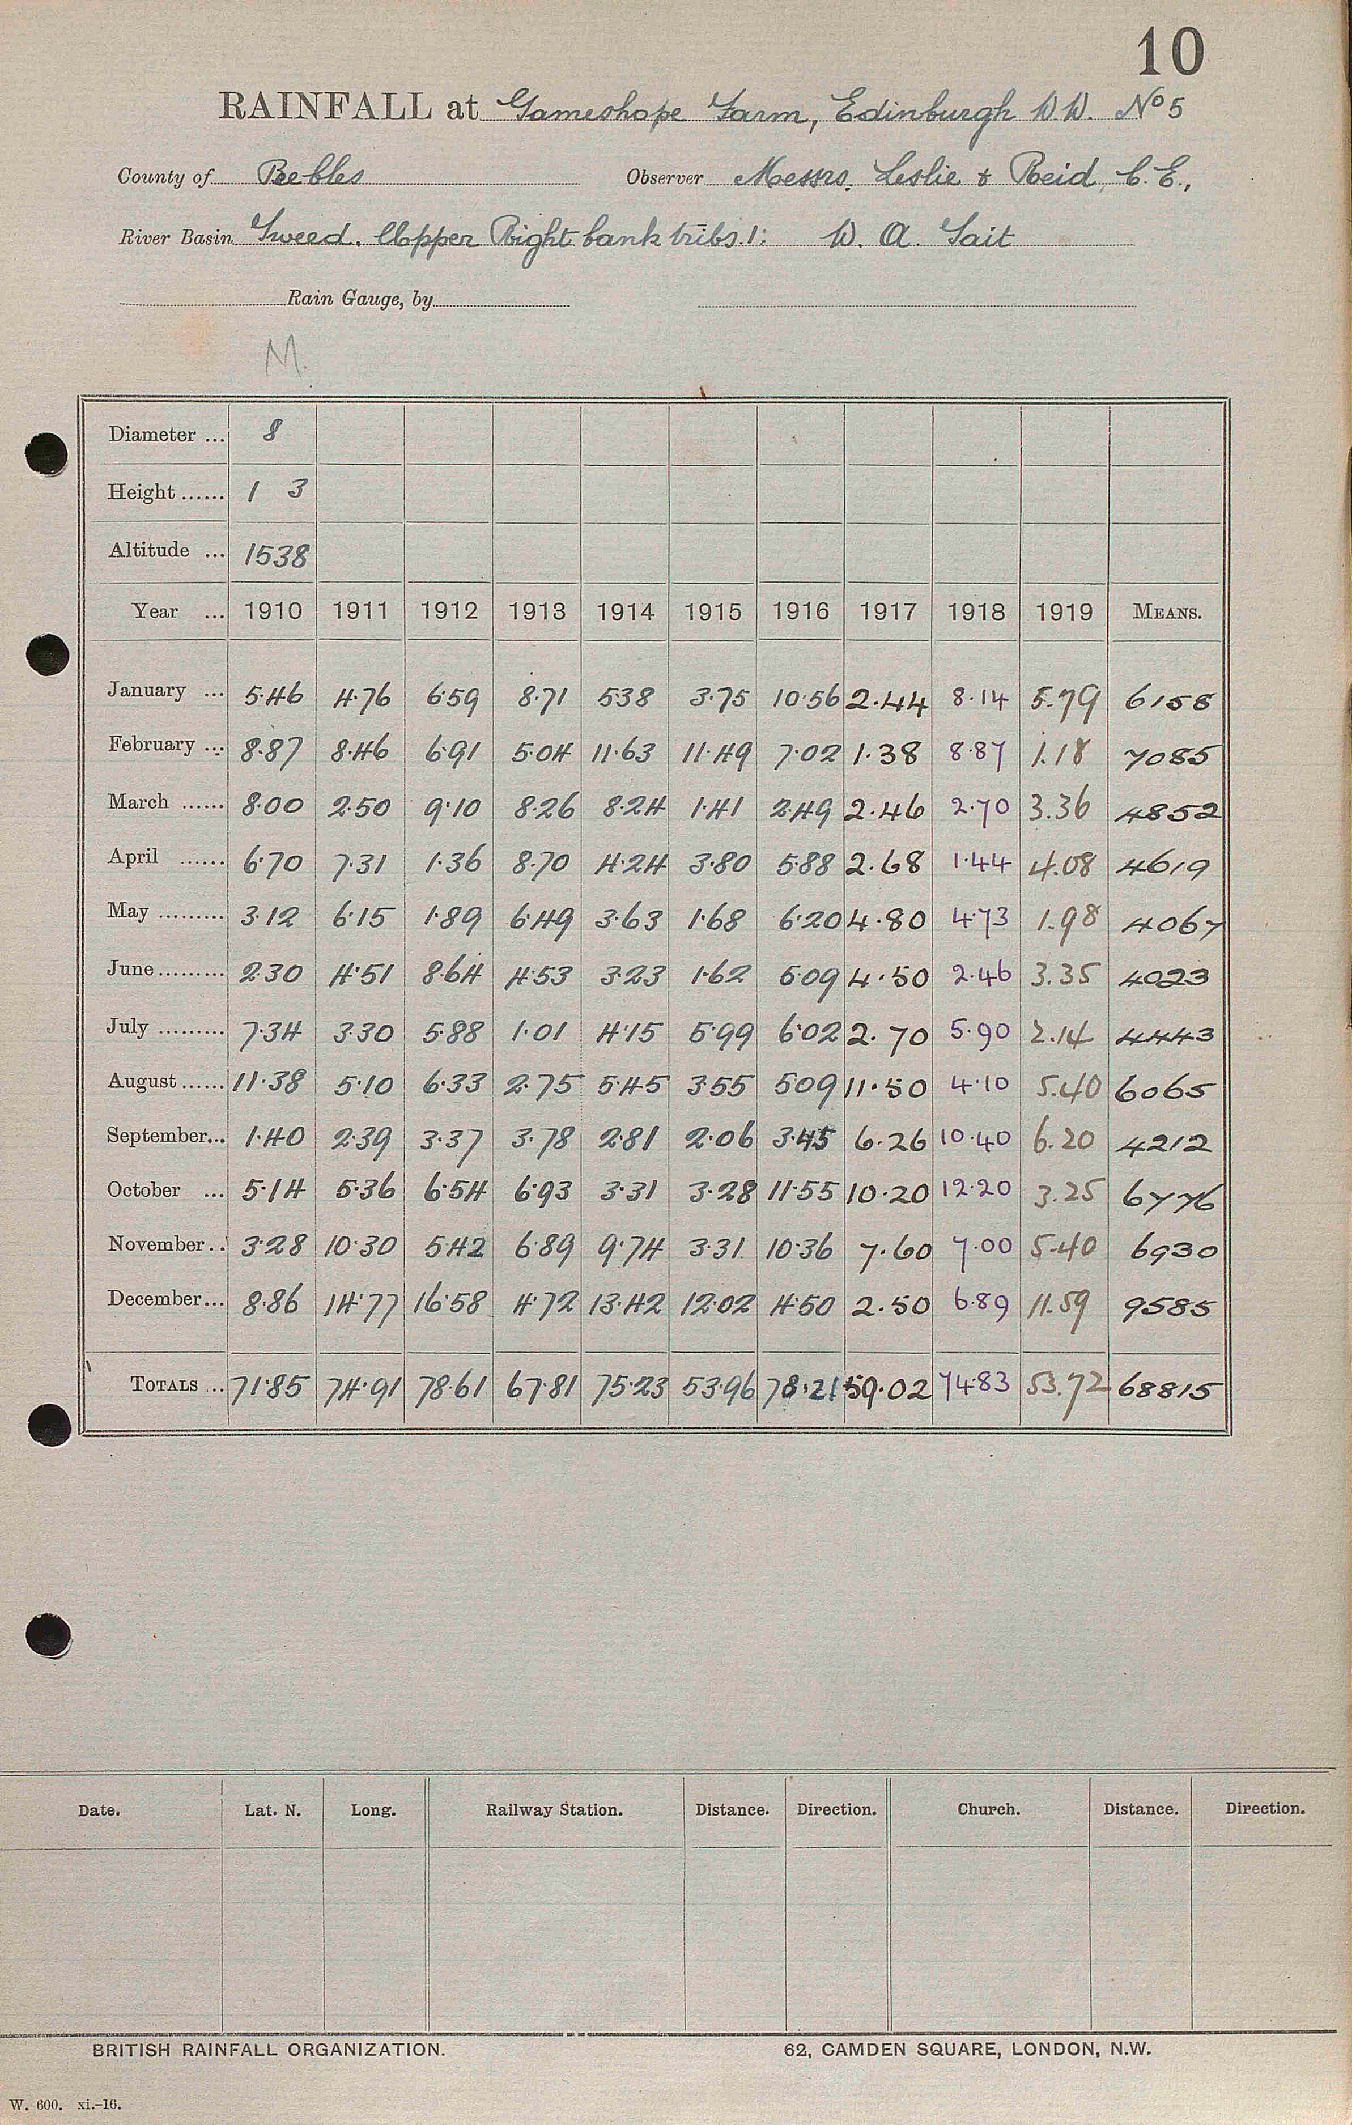 10
RAINFALL at Gameshope Farm, Edinburgh W.W. No 5
County of Peebles Observer Messrs. Leslie & Reid, C.E.,
River Basin Tweed. Upper Right bank tribs. 1: W. A. Tait
Rain Gauge, by
M.
Diameter ... 8
Height ...... 1 3
Altitude ... 1538
Year ... 1910 1911 1912 1913 1914 1915 1916 1917 1918 1919 MEANS.
January ... 5.46 4.76 6.59 8.71 5.38 3.75 10.56 2.44 8.14 5.79 6158
February ... 8.87 8.46 6.91 5.04 11.63 11.49 7.02 1.38 8.87 1.18 7085
March ...... 8.00 2.50 9.10 8.26 8.24 1.41 2.49 2.46 2.70 3.36 4852
April ...... 6.70 7.31 1.36 8.70 4.24 3.80 5.88 2.68 1.44 4.08 4619
May ......... 3.12 6.15 1.89 6.49 3.63 1.68 6.20 4.80 4.73 1.98 4067
June ......... 2.30 4.51 8.64 4.53 3.23 1.62 5.09 4.50 2.46 3.35 4023
July ......... 7.34 3.30 5.88 1.01 4.15 5.99 6.02 2.70 5.90 2.14 4443
August ...... 11.38 5.10 6.33 2.75 5.45 3.55 5.09 11.50 4.10 5.40 6065
September... 1.40 2.39 3.37 3.78 2.81 2.06 3.45 6.26 10.40 6.20 4212
October ... 5.14 5.36 6.54 6.93 3.31 3.28 11.55 10.20 12.20 3.25 6776
November .. 3.28 10.30 5.42 6.89 9.74 3.31 10.36 7.60 7.00 5.40 6930
December... 8.86 14.77 16.58 4.72 13.42 12.02 4.50 2.50 6.89 11.59 9585
TOTALS ... 71.85 74.91 78.61 67.81 75.23 53.96 78.21 59.02 74.83 53.72 68815
Date. Lat. N. Long. Railway Station. Distance. Direction. Church. Distance. Direction.
BRITISH RAINFALL ORGANIZATION. 62, CAMDEN SQUARE, LONDON, N.W.
W. 600. xi.-16.